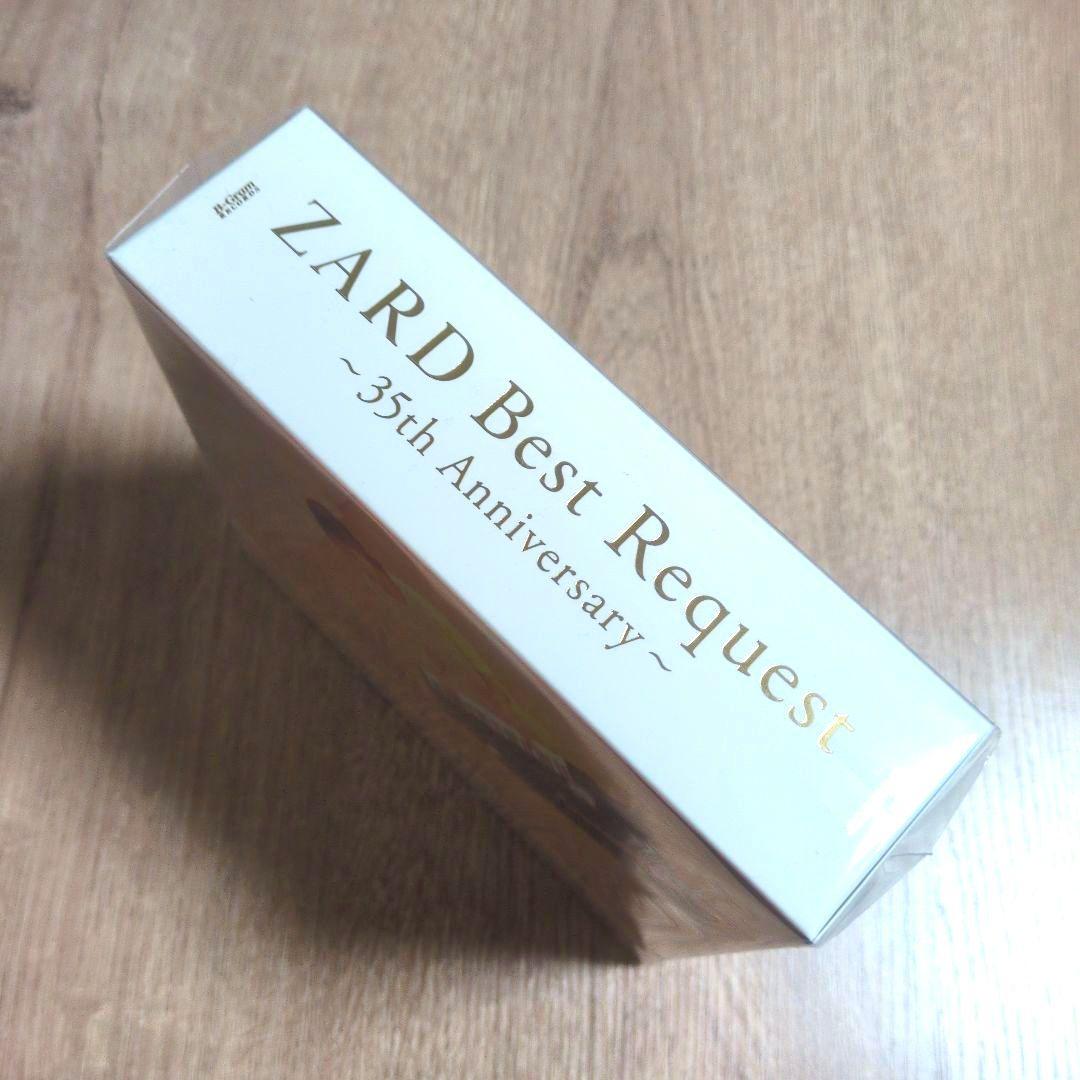 B-Gram
RECORDS
ZARD Best Request
～35th Anniversary～